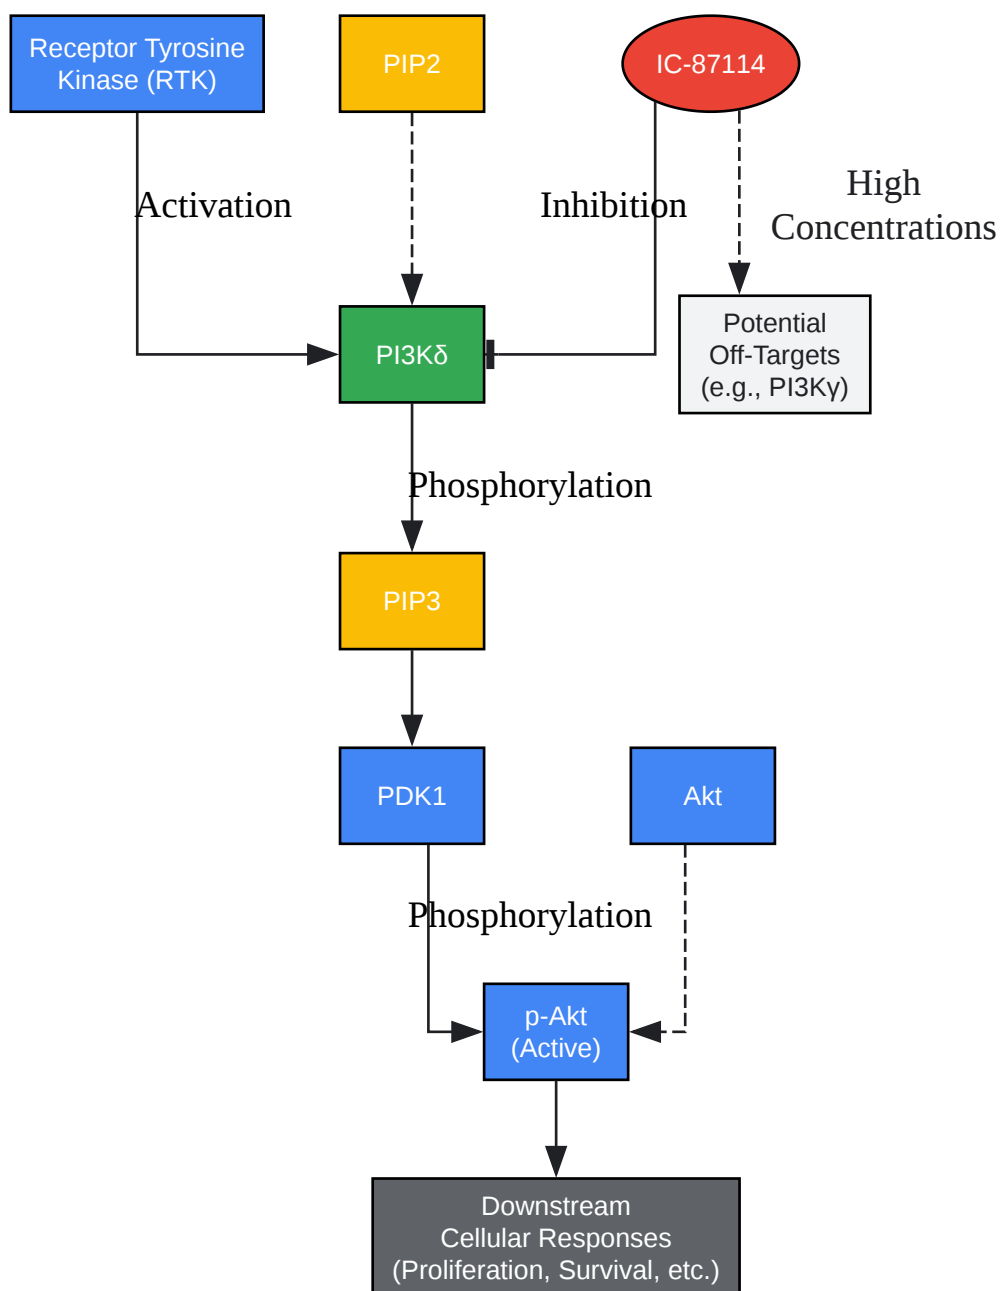 Receptor Tyrosine
Kinase (RTK)
PIP2
IC-87114
Activation
Inhibition
High
Concentrations
PI3Kδ
Potential
Off-Targets
(e.g., PI3Kγ)
Phosphorylation
PIP3
PDK1
Akt
Phosphorylation
p-Akt
(Active)
Downstream
Cellular Responses
(Proliferation, Survival, etc.)